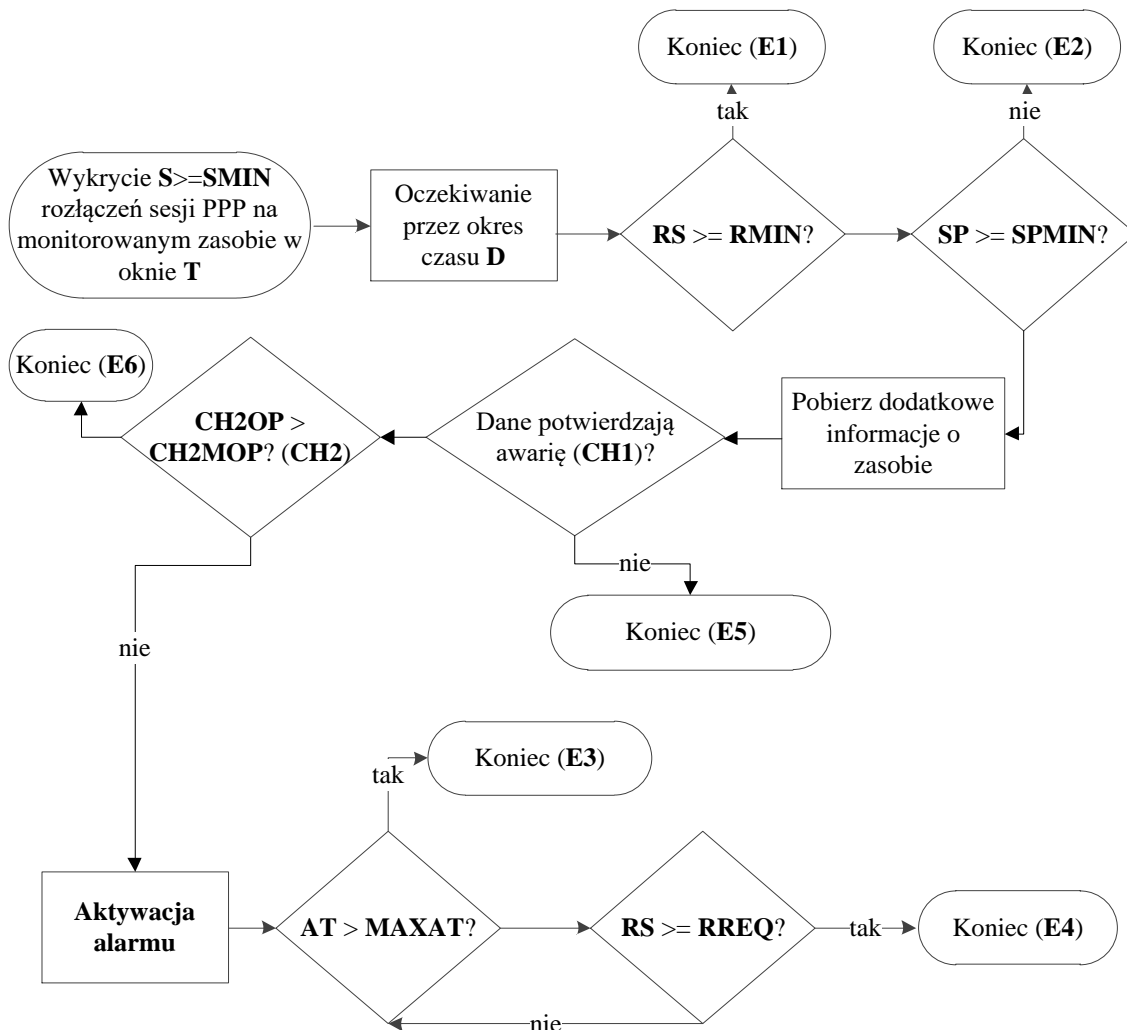 Koniec (E1)
Koniec (E2)
tak
nie
Wykrycie S>=SMIN
rozłączeń sesji PPP na
monitorowanym zasobie w
oknie T
Oczekiwanie
przez okres
czasu D
RS >= RMIN?
SP >= SPMIN?
Koniec (E6)
CH2OP >
CH2MOP? (CH2)
Dane potwierdzają
awarię (CH1)?
Pobierz dodatkowe
informacje o
zasobie
nie
Koniec (E5)
nie
Koniec (E3)
tak
Aktywacja
alarmu
AT > MAXAT?
RS >= RREQ?
tak
Koniec (E4)
nie